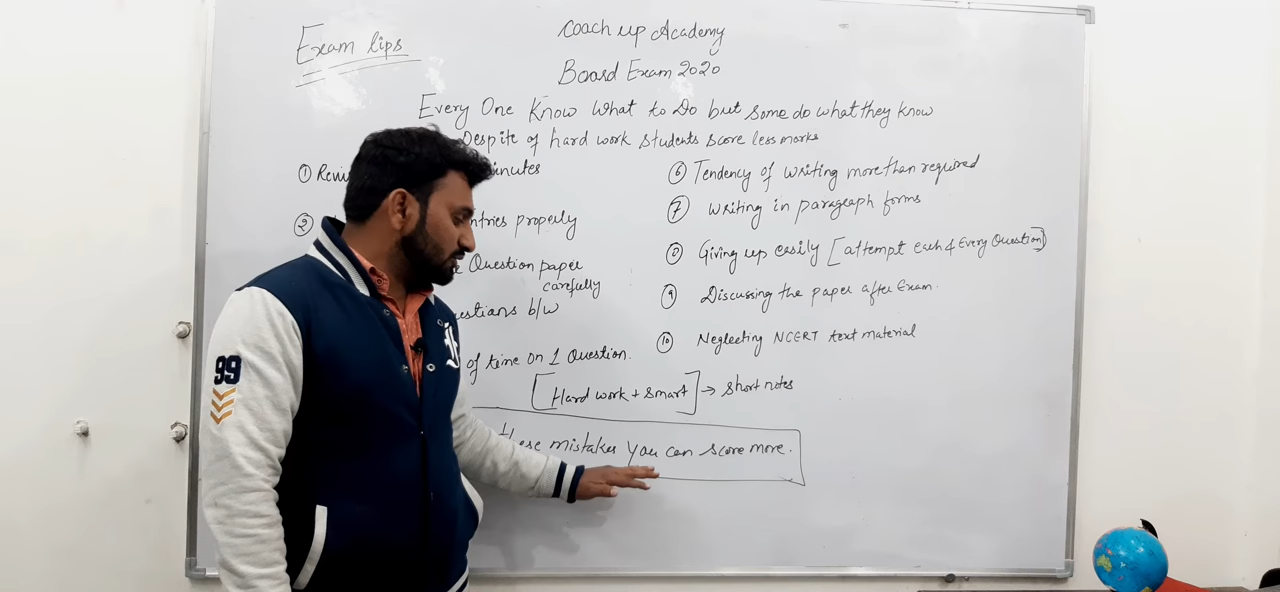 Exam lips
Coach up Academy
Board Exam 2020
Every One Know What to Do but some do what they know
Despite of hard work students score less marks
① Revi
inutes
②
ntries properly
Question paper
carefully
estions b/w
of time on 1 Question.
⑥ Tendency of writing more than required
⑦ Writing in paragraph forms
⑧ Giving up easily [attempt each & Every Question]
⑨ Discussing the paper after Exam.
⑩ Neglecting NCERT text material
[Hard work + smart] → short notes
these mistakes you can score more.
99